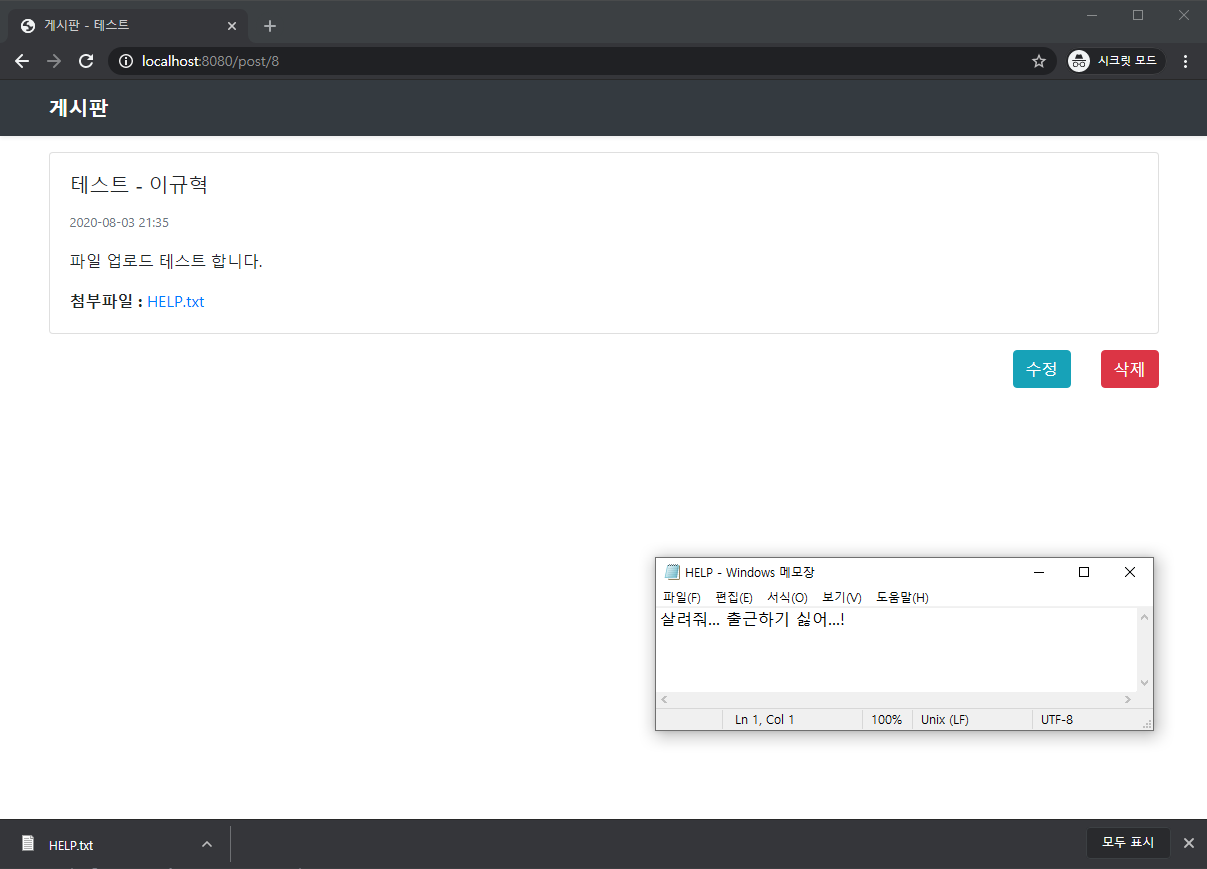 게시판 - 테스트
localhost:8080/post/8
시크릿 모드
게시판
테스트 - 이규혁
2020-08-03 21:35
파일 업로드 테스트 합니다.
첨부파일 : HELP.txt
수정 삭제
HELP - Windows 메모장
파일(F) 편집(E) 서식(O) 보기(V) 도움말(H)
살려줘... 출근하기 싫어...!
Ln 1, Col 1 100% Unix (LF) UTF-8
HELP.txt
모두 표시